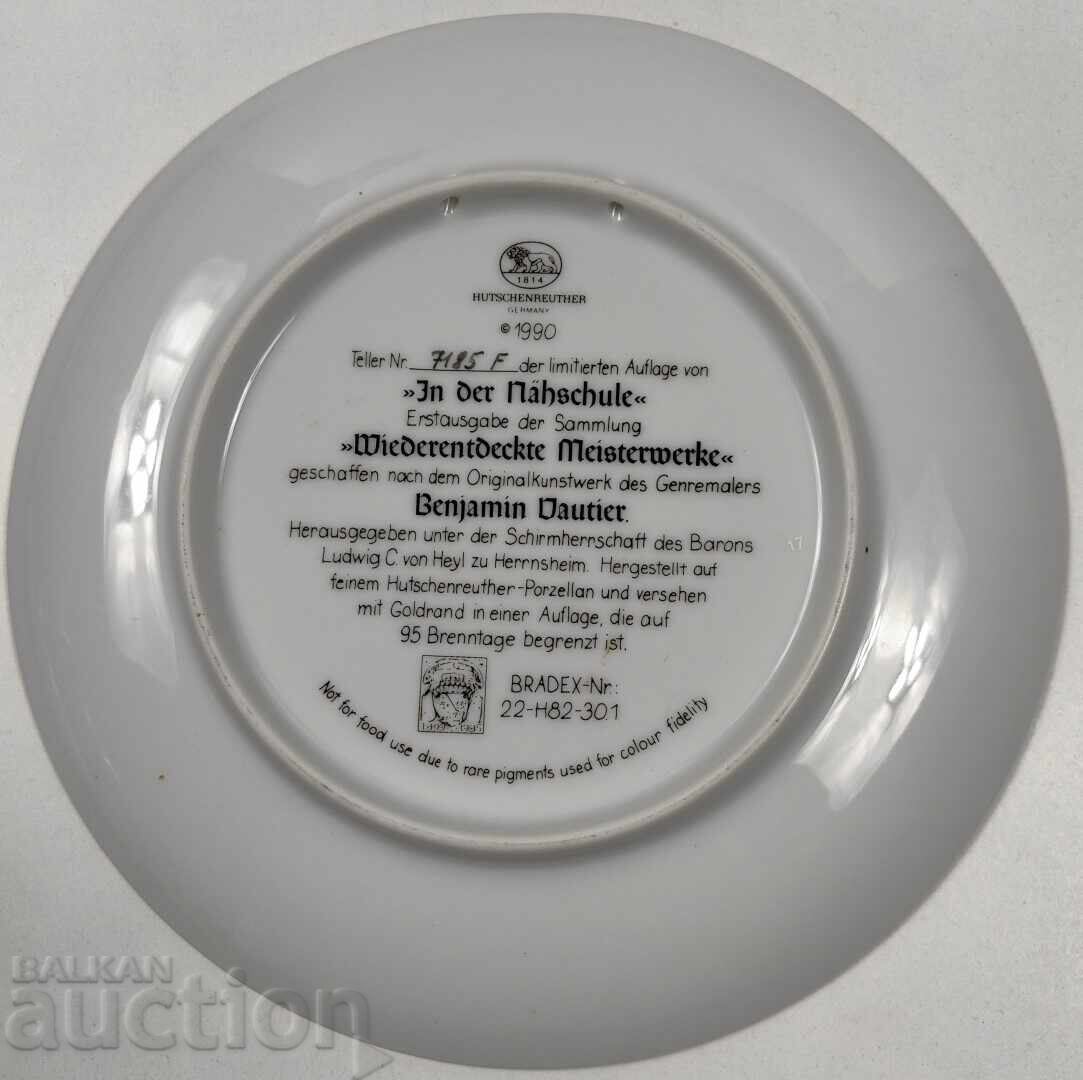 1814
HUTSCHENREUTHER
GERMANY
© 1990
Teller Nr. 7185 F der limitierten Auflage von
»In der Nähschule«
Erstausgabe der Sammlung
»Wiederentdeckte Meisterwerke«
geschaffen nach dem Originalkunstwerk des Genremalers
Benjamin Vautier.
Herausgegeben unter der Schirmherrschaft des Barons
Ludwig C. von Heyl zu Herrnsheim. Hergestellt auf
feinem Hutschenreuther-Porzellan und versehen
mit Goldrand in einer Auflage, die auf
95 Brenntage begrenzt ist.
BRADEX-Nr.:
22-H82-301
Not for food use due to rare pigments used for colour fidelity
BALKAN
auction